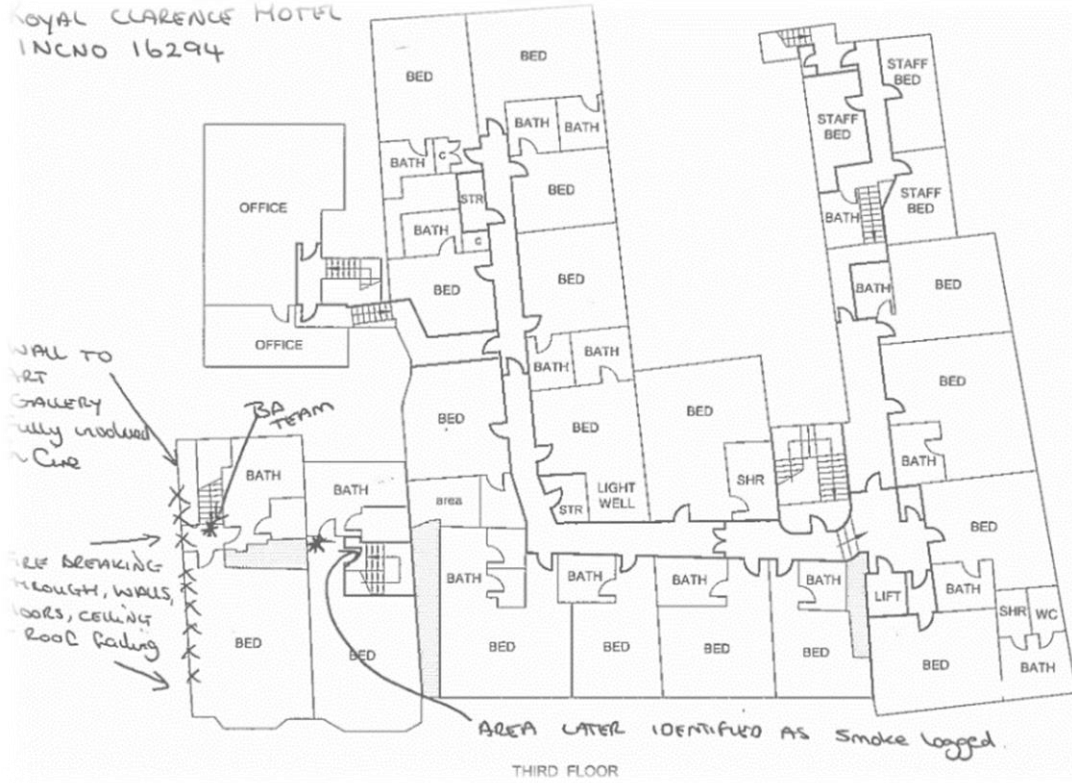 ROYAL CLARENCE HOTEL
INCNO 16294
BED
BED
STAFF
BED
BATH
BATH
STAFF
BED
BATH
C
OFFICE
BED
STR
STAFF
BED
BATH
BATH
C
BED
BED
BATH
BED
OFFICE
BATH
BATH
WALL TO
ART
GALLERY
Fully involved
BA
TEAM
BED
BED
BED
BED
BATH
BATH
SHR
BATH
area
STR
LIGHT
WELL
BED
FIRE BREAKING
THROUGH, WALLS,
CEILING
ROOF failing
BATH
BATH
BATH
BATH
LIFT
BATH
SHR
WC
BED
BED
BED
BED
BED
BED
BED
BATH
AREA LATER IDENTIFIED AS Smoke logged.
THIRD FLOOR